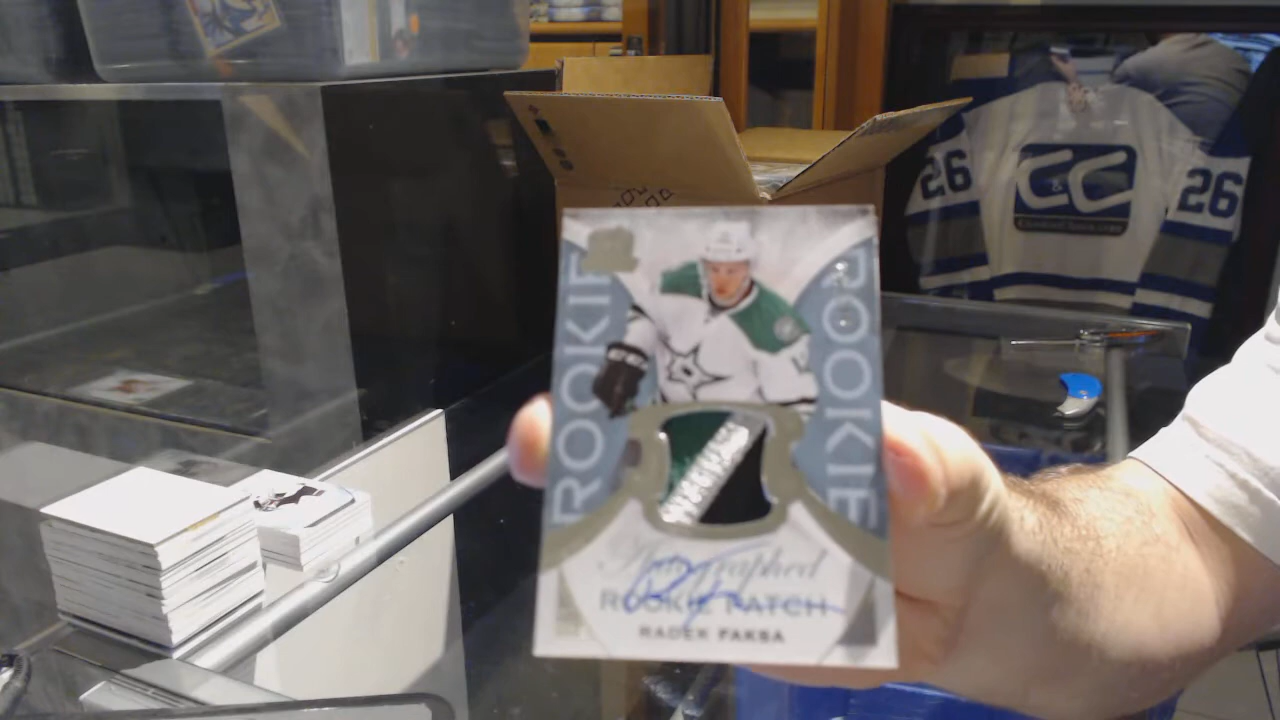 26
C&C
26
ROOKIE
ROOKIE
Autographed
ROOKIE PATCH
RADEK FAKSA